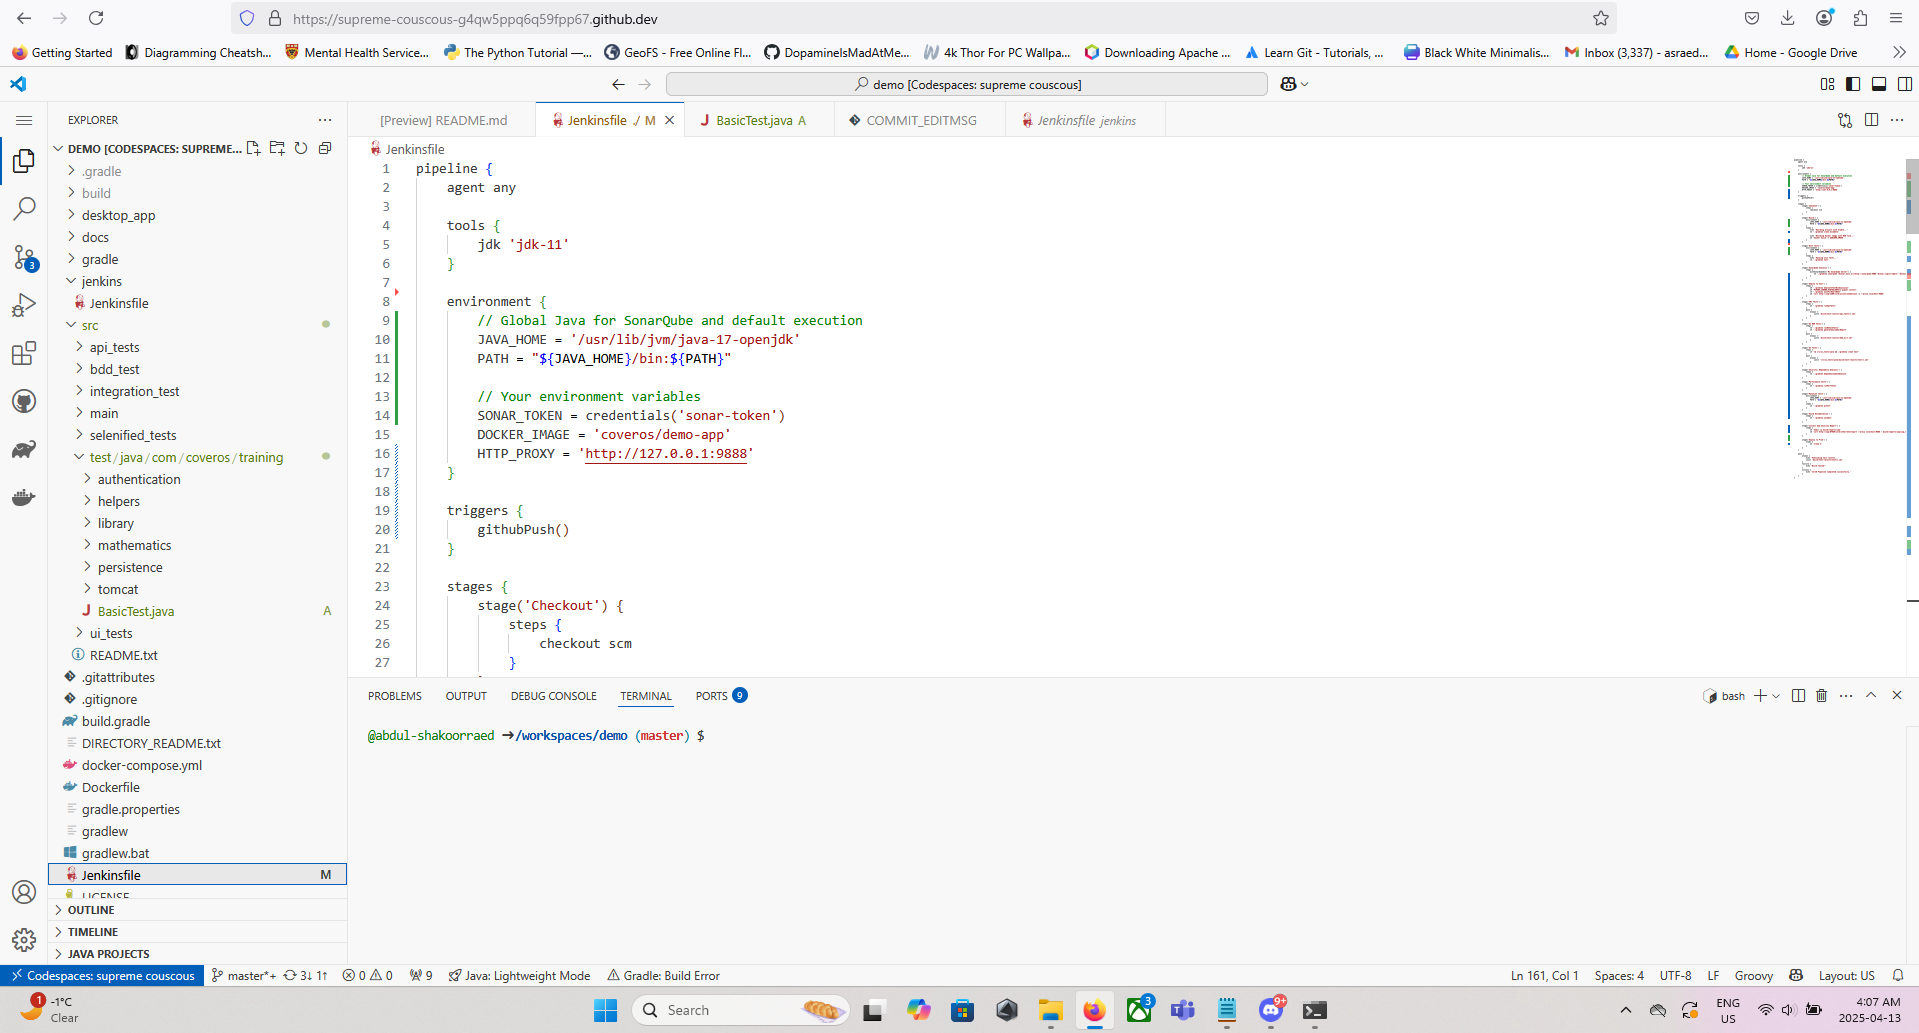 https://supreme-couscous-g4qw5ppq6q59fpp67.github.dev
Getting Started
Diagramming Cheatsh...
Mental Health Service...
The Python Tutorial —...
GeoFS - Free Online Fl...
DopamineIsMadAtMe...
4k Thor For PC Wallpa...
Downloading Apache ...
Learn Git - Tutorials, ...
Black White Minimalis...
Inbox (3,337) - asraed...
Home - Google Drive
demo [Codespaces: supreme couscous]
EXPLORER
[Preview] README.md
Jenkinsfile ./ M
BasicTest.java A
COMMIT_EDITMSG
Jenkinsfile jenkins
DEMO [CODESPACES: SUPREME...
.gradle
build
desktop_app
docs
gradle
jenkins
Jenkinsfile
src
api_tests
bdd_test
integration_test
main
selenified_tests
test/java/com/coveros/training
authentication
helpers
library
mathematics
persistence
tomcat
BasicTest.java A
ui_tests
README.txt
.gitattributes
.gitignore
build.gradle
DIRECTORY_README.txt
docker-compose.yml
Dockerfile
gradle.properties
gradlew
gradlew.bat
Jenkinsfile M
LICENSE
OUTLINE
TIMELINE
JAVA PROJECTS
3
Jenkinsfile
1 pipeline {
2 agent any
3
4 tools {
5 jdk 'jdk-11'
6 }
7
8 environment {
9 // Global Java for SonarQube and default execution
10 JAVA_HOME = '/usr/lib/jvm/java-17-openjdk'
11 PATH = "${JAVA_HOME}/bin:${PATH}"
12
13 // Your environment variables
14 SONAR_TOKEN = credentials('sonar-token')
15 DOCKER_IMAGE = 'coveros/demo-app'
16 HTTP_PROXY = 'http://127.0.0.1:9888'
17 }
18
19 triggers {
20 githubPush()
21 }
22
23 stages {
24 stage('Checkout') {
25 steps {
26 checkout scm
27 }
PROBLEMS OUTPUT DEBUG CONSOLE TERMINAL PORTS 9
bash
@abdul-shakoorraed ➜/workspaces/demo (master) $
Codespaces: supreme couscous
master*+
3↓ 1↑
0
0
9
Java: Lightweight Mode
Gradle: Build Error
Ln 161, Col 1
Spaces: 4
UTF-8
LF
Groovy
Layout: US
1
-1°C
Clear
Search
3
9+
ENG
US
4:07 AM
2025-04-13